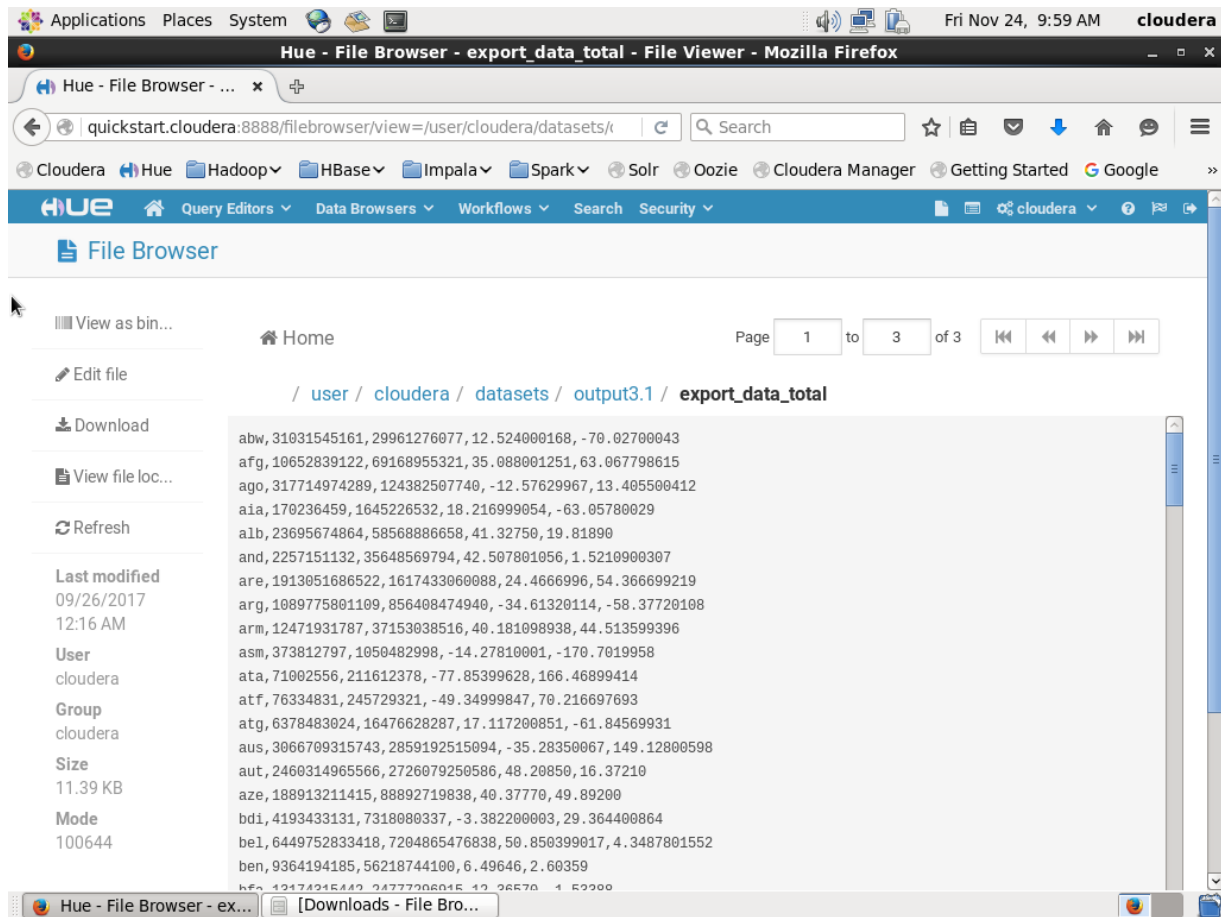 Applications Places System Fri Nov 24, 9:59 AM cloudera
Hue - File Browser - export_data_total - File Viewer - Mozilla Firefox
Hue - File Browser - ...
quickstart.cloudera:8888/filebrowser/view=/user/cloudera/datasets/ Search
Cloudera Hue Hadoop HBase Impala Spark Solr Oozie Cloudera Manager Getting Started Google »
HUE Query Editors Data Browsers Workflows Search Security cloudera
File Browser
View as bin...
Home Page 1 to 3 of 3
Edit file
/ user / cloudera / datasets / output3.1 / export_data_total
Download
View file loc...
Refresh
Last modified
09/26/2017
12:16 AM
User
cloudera
Group
cloudera
Size
11.39 KB
Mode
100644
abw,31031545161,29961276077,12.524000168,-70.02700043
afg,10652839122,69168955321,35.088001251,63.067798615
ago,317714974289,124382507740,-12.57629967,13.405500412
aia,170236459,1645226532,18.216999054,-63.05780029
alb,23695674864,58568886658,41.32750,19.81890
and,2257151132,35648569794,42.507801056,1.5210900307
are,1913051686522,1617433060088,24.4666996,54.366699219
arg,1089775801109,856408474940,-34.61320114,-58.37720108
arm,12471931787,37153038516,40.181098938,44.513599396
asm,373812797,1050482998,-14.27810001,-170.7019958
ata,71002556,211612378,-77.85399628,166.46899414
atf,76334831,245729321,-49.34999847,70.216697693
atg,6378483024,16476628287,17.117200851,-61.84569931
aus,3066709315743,2859192515094,-35.28350067,149.12800598
aut,2460314965566,2726079250586,48.20850,16.37210
aze,188913211415,88892719838,40.37770,49.89200
bdi,4193433131,7318080337,-3.382200003,29.364400864
bel,6449752833418,7204865476838,50.850399017,4.3487801552
ben,9364194185,56218744100,6.49646,2.60359
Hue - File Browser - ex... [Downloads - File Bro...